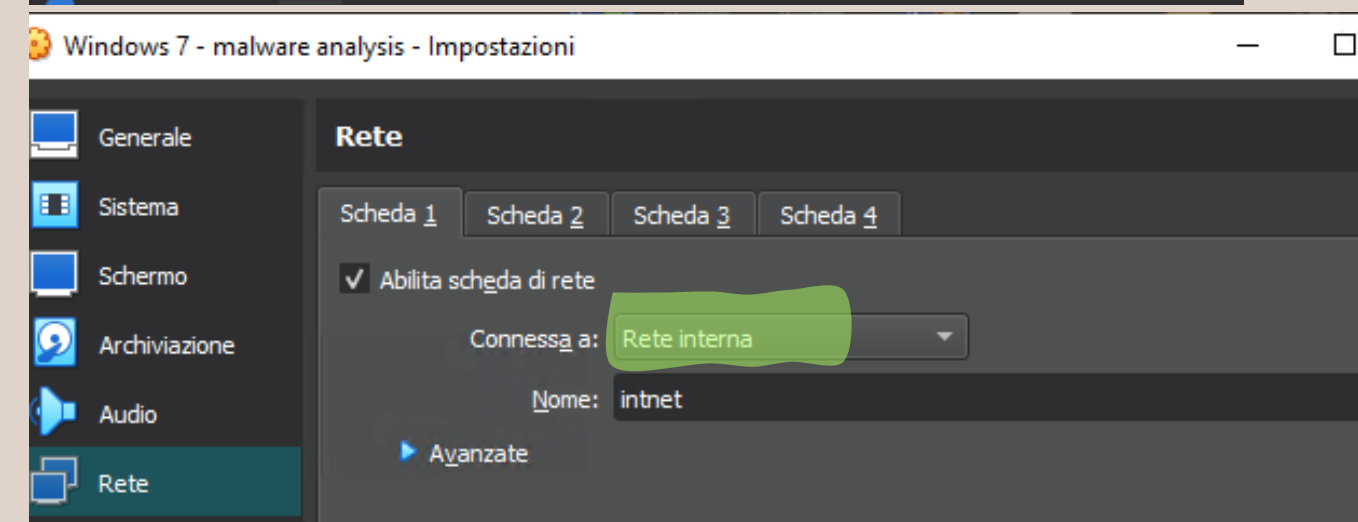 Windows 7 - malware analysis - Impostazioni
Generale
Rete
Sistema
Scheda 1 Scheda 2 Scheda 3 Scheda 4
Schermo
Abilita scheda di rete
Archiviazione
Connessa a: Rete interna
Audio
Nome: intnet
Avanzate
Rete